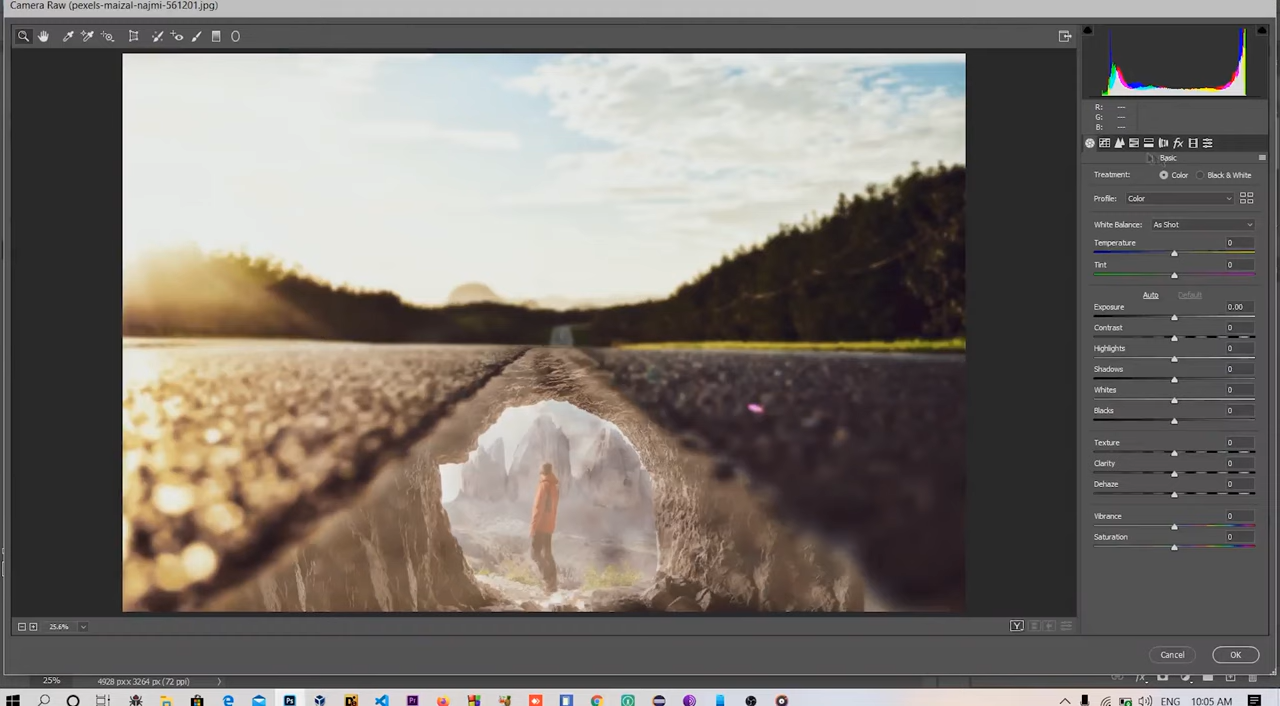 Camera Raw (pexels-maizal-najmi-561201.jpg)
R: ---
G: ---
B: ---
Basic
Treatment: Color Black & White
Profile: Color
White Balance: As Shot
Temperature 0
Tint 0
Auto Default
Exposure 0.00
Contrast 0
Highlights 0
Shadows 0
Whites 0
Blacks 0
Texture 0
Clarity 0
Dehaze 0
Vibrance 0
Saturation 0
25.6% Y
Cancel OK
25% 4928 px x 3264 px (72 ppi)
ENG 10:05 AM